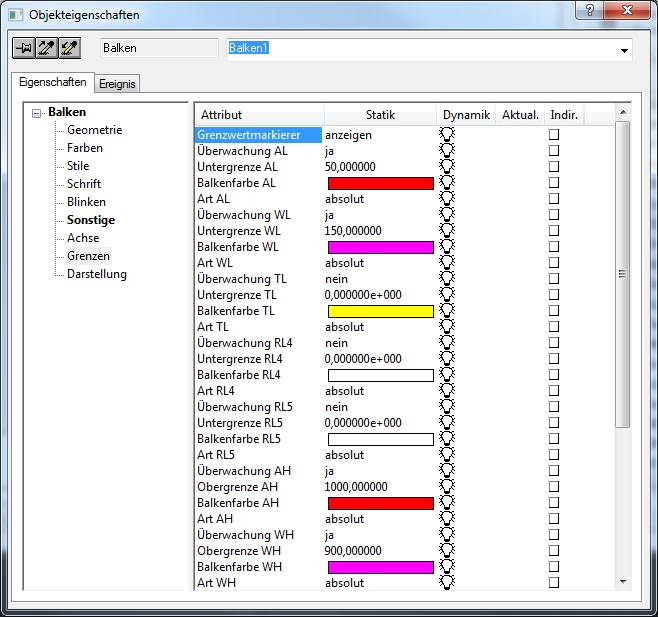 Objekteigenschaften
Balken Balken1
Eigenschaften Ereignis
Balken
Geometrie
Farben
Stile
Schrift
Blinken
Sonstige
Achse
Grenzen
Darstellung
Attribut Statik Dynamik Aktual. Indir.
Grenzwertmarkierer anzeigen
Überwachung AL ja
Untergrenze AL 50,000000
Balkenfarbe AL
Art AL absolut
Überwachung WL ja
Untergrenze WL 150,000000
Balkenfarbe WL
Art WL absolut
Überwachung TL nein
Untergrenze TL 0,000000e+000
Balkenfarbe TL
Art TL absolut
Überwachung RL4 nein
Untergrenze RL4 0,000000e+000
Balkenfarbe RL4
Art RL4 absolut
Überwachung RL5 nein
Untergrenze RL5 0,000000e+000
Balkenfarbe RL5
Art RL5 absolut
Überwachung AH ja
Obergrenze AH 1000,000000
Balkenfarbe AH
Art AH absolut
Überwachung WH ja
Obergrenze WH 900,000000
Balkenfarbe WH
Art WH absolut